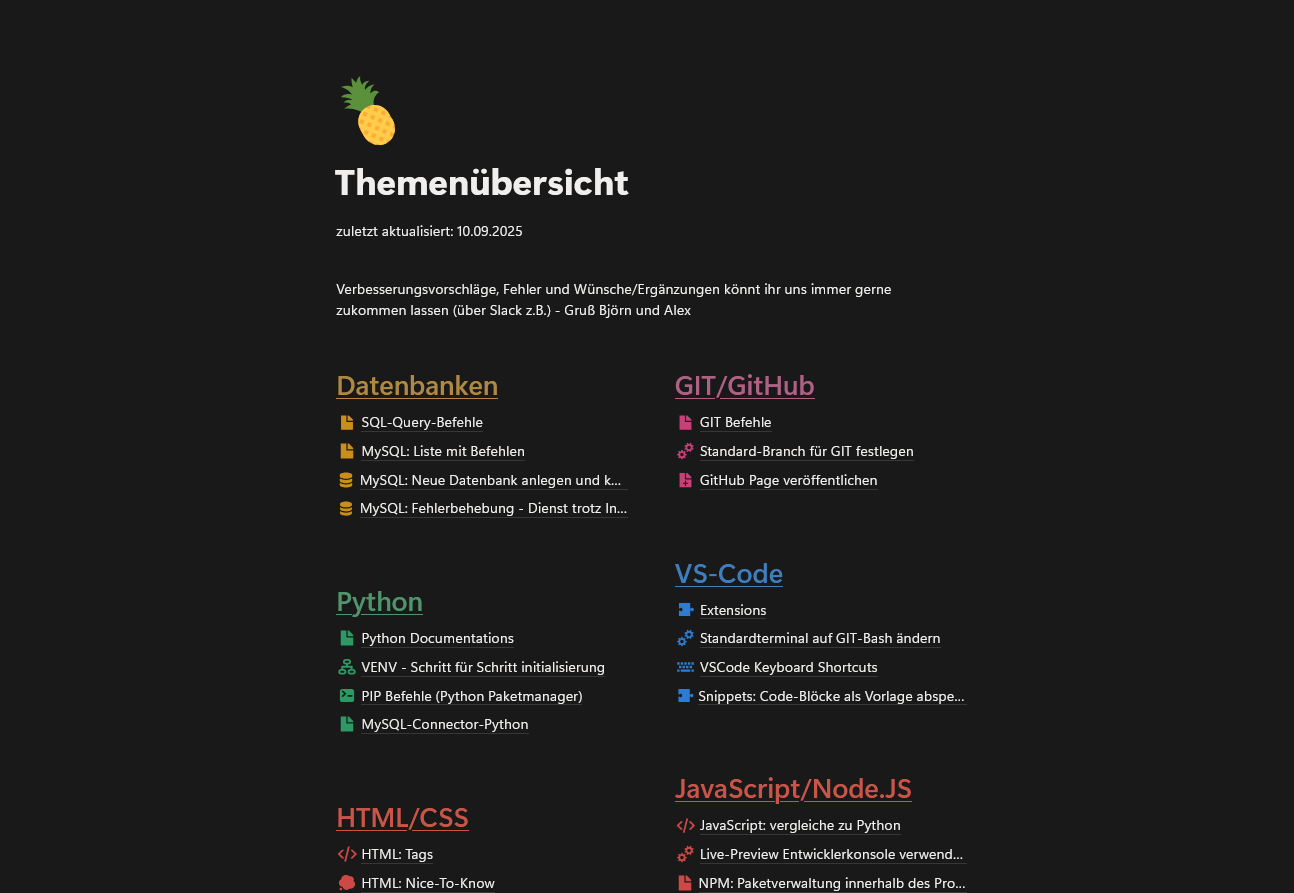 Themenübersicht
zuletzt aktualisiert: 10.09.2025
Verbesserungsvorschläge, Fehler und Wünsche/Ergänzungen könnt ihr uns immer gerne
zukommen lassen (über Slack z.B.) - Gruß Björn und Alex
Datenbanken
SQL-Query-Befehle
MySQL: Liste mit Befehlen
MySQL: Neue Datenbank anlegen und k...
MySQL: Fehlerbehebung - Dienst trotz In...
Python
Python Documentations
VENV - Schritt für Schritt initialisierung
PIP Befehle (Python Paketmanager)
MySQL-Connector-Python
HTML/CSS
HTML: Tags
HTML: Nice-To-Know
GIT/GitHub
GIT Befehle
Standard-Branch für GIT festlegen
GitHub Page veröffentlichen
VS-Code
Extensions
Standardterminal auf GIT-Bash ändern
VSCode Keyboard Shortcuts
Snippets: Code-Blöcke als Vorlage abspe...
JavaScript/Node.JS
JavaScript: vergleiche zu Python
Live-Preview Entwicklerkonsole verwend...
NPM: Paketverwaltung innerhalb des Pro...